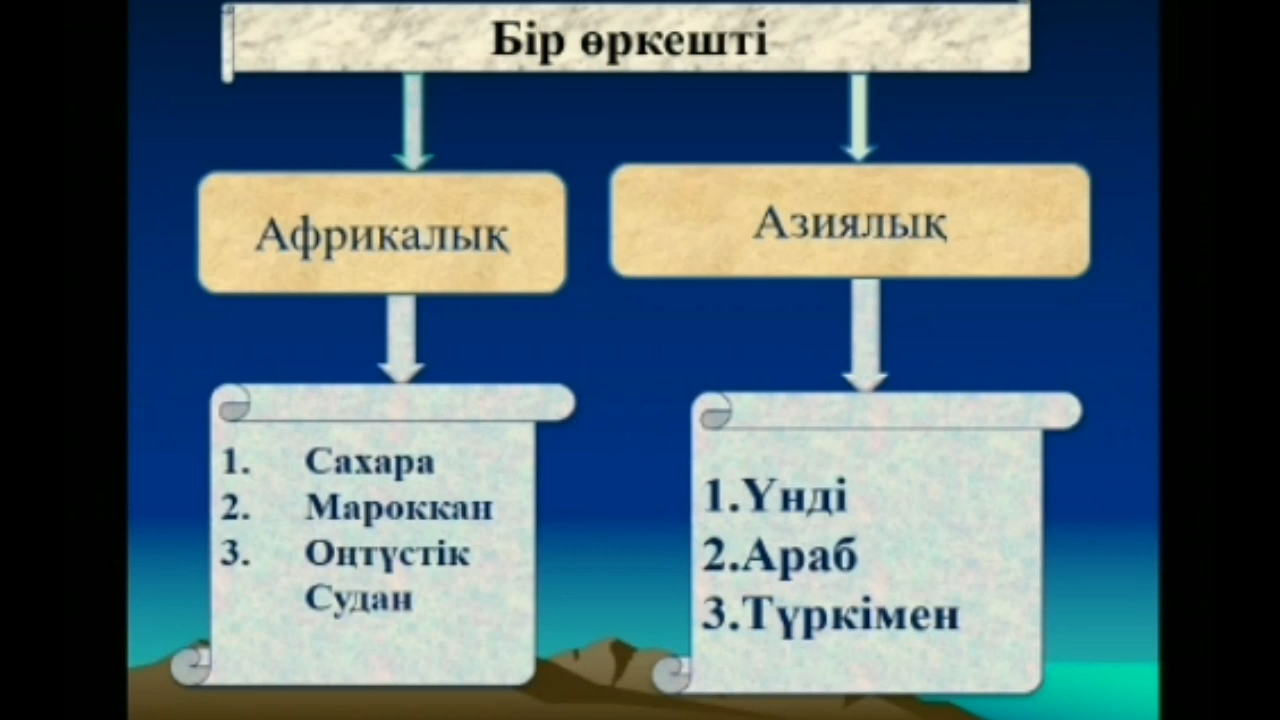 Бір өркешті
Африкалық
Азиялық
1. Сахара
2. Мароккан
3. Оңтүстік
Судан
1.Үнді
2.Араб
3.Түркімен